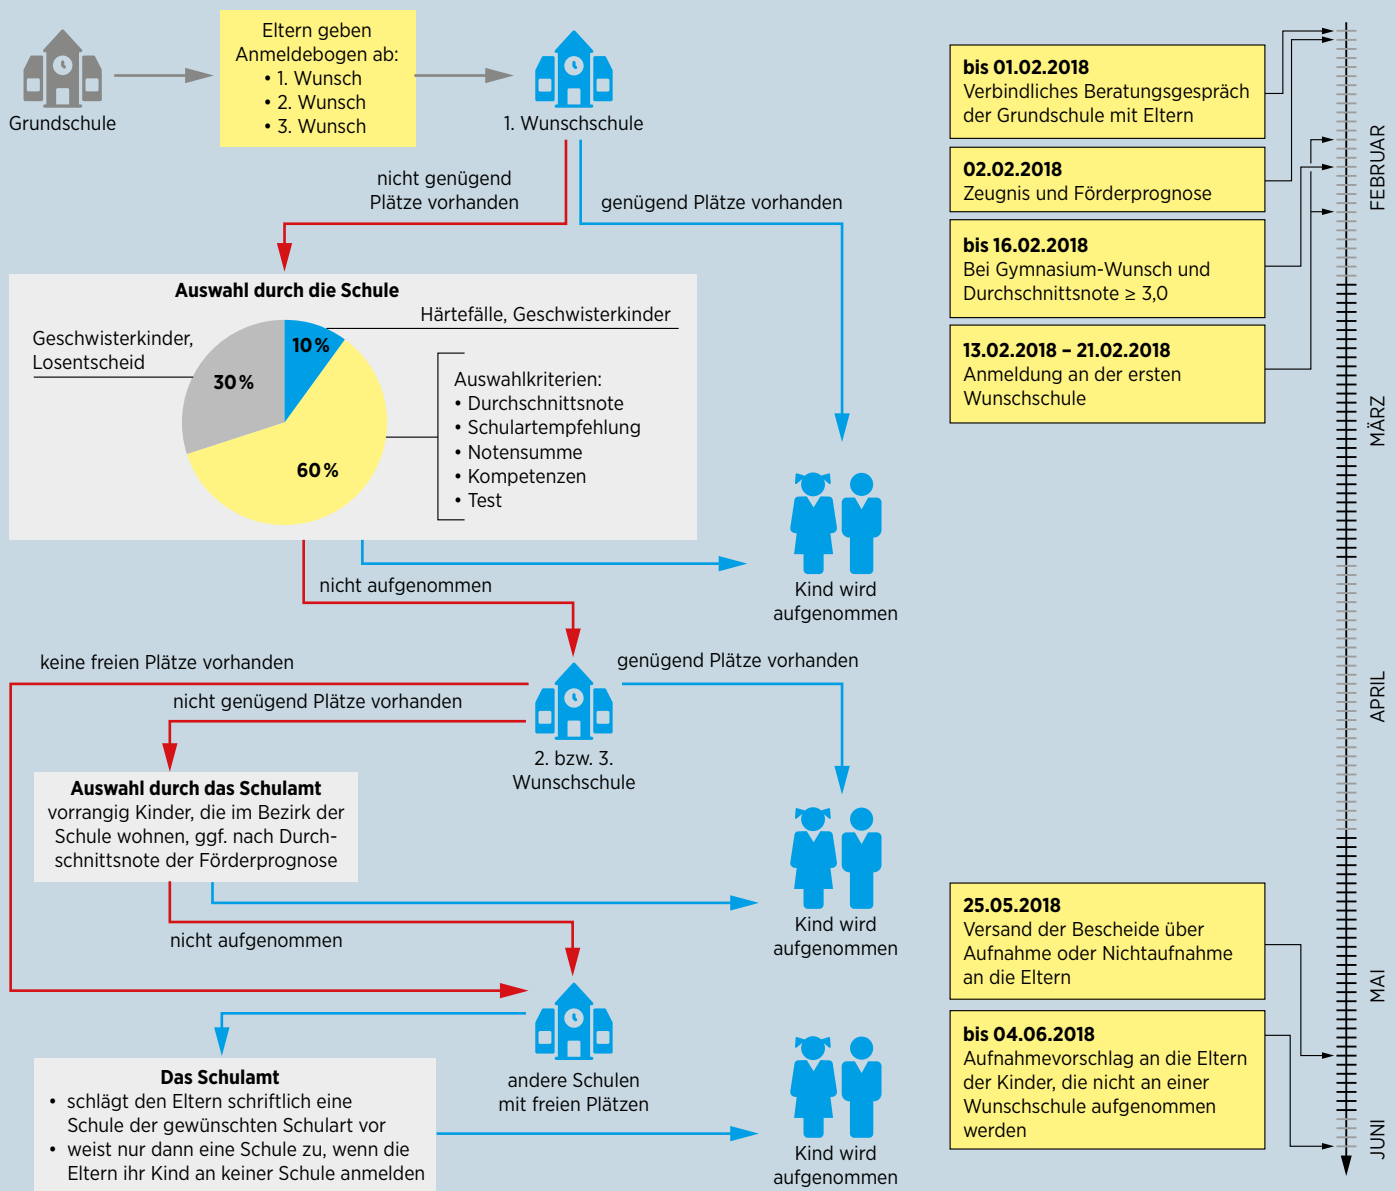 Grundschule
Eltern geben
Anmeldebogen ab:
• 1. Wunsch
• 2. Wunsch
• 3. Wunsch
1. Wunschschule
nicht genügend
Plätze vorhanden
genügend Plätze vorhanden
Auswahl durch die Schule
Geschwisterkinder,
Losentscheid
Härtefälle, Geschwisterkinder
10 %
30 %
60 %
Auswahlkriterien:
• Durchschnittsnote
• Schulartempfehlung
• Notensumme
• Kompetenzen
• Test
Kind wird
aufgenommen
nicht aufgenommen
keine freien Plätze vorhanden
nicht genügend Plätze vorhanden
genügend Plätze vorhanden
2. bzw. 3.
Wunschschule
Auswahl durch das Schulamt
vorrangig Kinder, die im Bezirk der
Schule wohnen, ggf. nach Durch-
schnittsnote der Förderprognose
Kind wird
aufgenommen
nicht aufgenommen
andere Schulen
mit freien Plätzen
Das Schulamt
• schlägt den Eltern schriftlich eine
Schule der gewünschten Schulart vor
• weist nur dann eine Schule zu, wenn die
Eltern ihr Kind an keiner Schule anmelden
Kind wird
aufgenommen
bis 01.02.2018
Verbindliches Beratungsgespräch
der Grundschule mit Eltern
02.02.2018
Zeugnis und Förderprognose
bis 16.02.2018
Bei Gymnasium-Wunsch und
Durchschnittsnote ≥ 3,0
13.02.2018 – 21.02.2018
Anmeldung an der ersten
Wunschschule
25.05.2018
Versand der Bescheide über
Aufnahme oder Nichtaufnahme
an die Eltern
bis 04.06.2018
Aufnahmevorschlag an die Eltern
der Kinder, die nicht an einer
Wunschschule aufgenommen
werden
FEBRUAR
MÄRZ
APRIL
MAI
JUNI